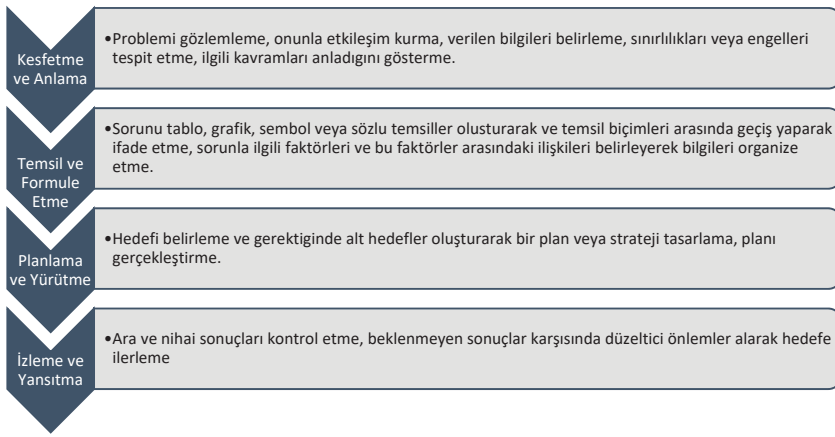 Kesfetme
ve Anlama
•Problemi gözlemleme, onunla etkileşim kurma, verilen bilgileri belirleme, sınırlılıkları veya engelleri
tespit etme, ilgili kavramları anladıgını gösterme.
Temsil ve
Formule
Etme
•Sorunu tablo, grafik, sembol veya sözlu temsiller olusturarak ve temsil biçimleri arasında geçiş yaparak
ifade etme, sorunla ilgili faktörleri ve bu faktörler arasındaki ilişkileri belirleyerek bilgileri organize
etme.
Planlama
ve Yürütme
•Hedefi belirleme ve gerektiginde alt hedefler oluşturarak bir plan veya strateji tasarlama, planı
gerçekleştirme.
İzleme ve
Yansıtma
•Ara ve nihai sonuçları kontrol etme, beklenmeyen sonuçlar karşısında düzeltici önlemler alarak hedefe
ilerleme